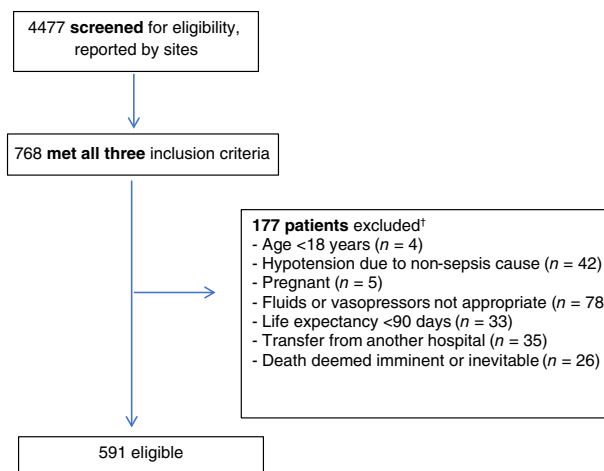 4477 screened for eligibility,
reported by sites
768 met all three inclusion criteria
177 patients excluded†
- Age <18 years (n = 4)
- Hypotension due to non-sepsis cause (n = 42)
- Pregnant (n = 5)
- Fluids or vasopressors not appropriate (n = 78
- Life expectancy <90 days (n = 33)
- Transfer from another hospital (n = 35)
- Death deemed imminent or inevitable (n = 26)
591 eligible